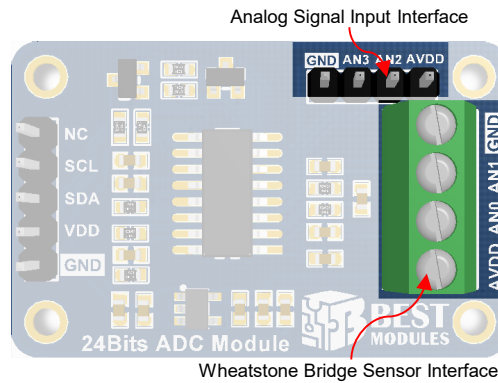 Analog Signal Input Interface
GND AN3 AN2 AVDD
NC
SCL
SDA
VDD
GND
GND
AN1
AN0
AVDD
BEST
MODULES
24Bits ADC Module
Wheatstone Bridge Sensor Interface